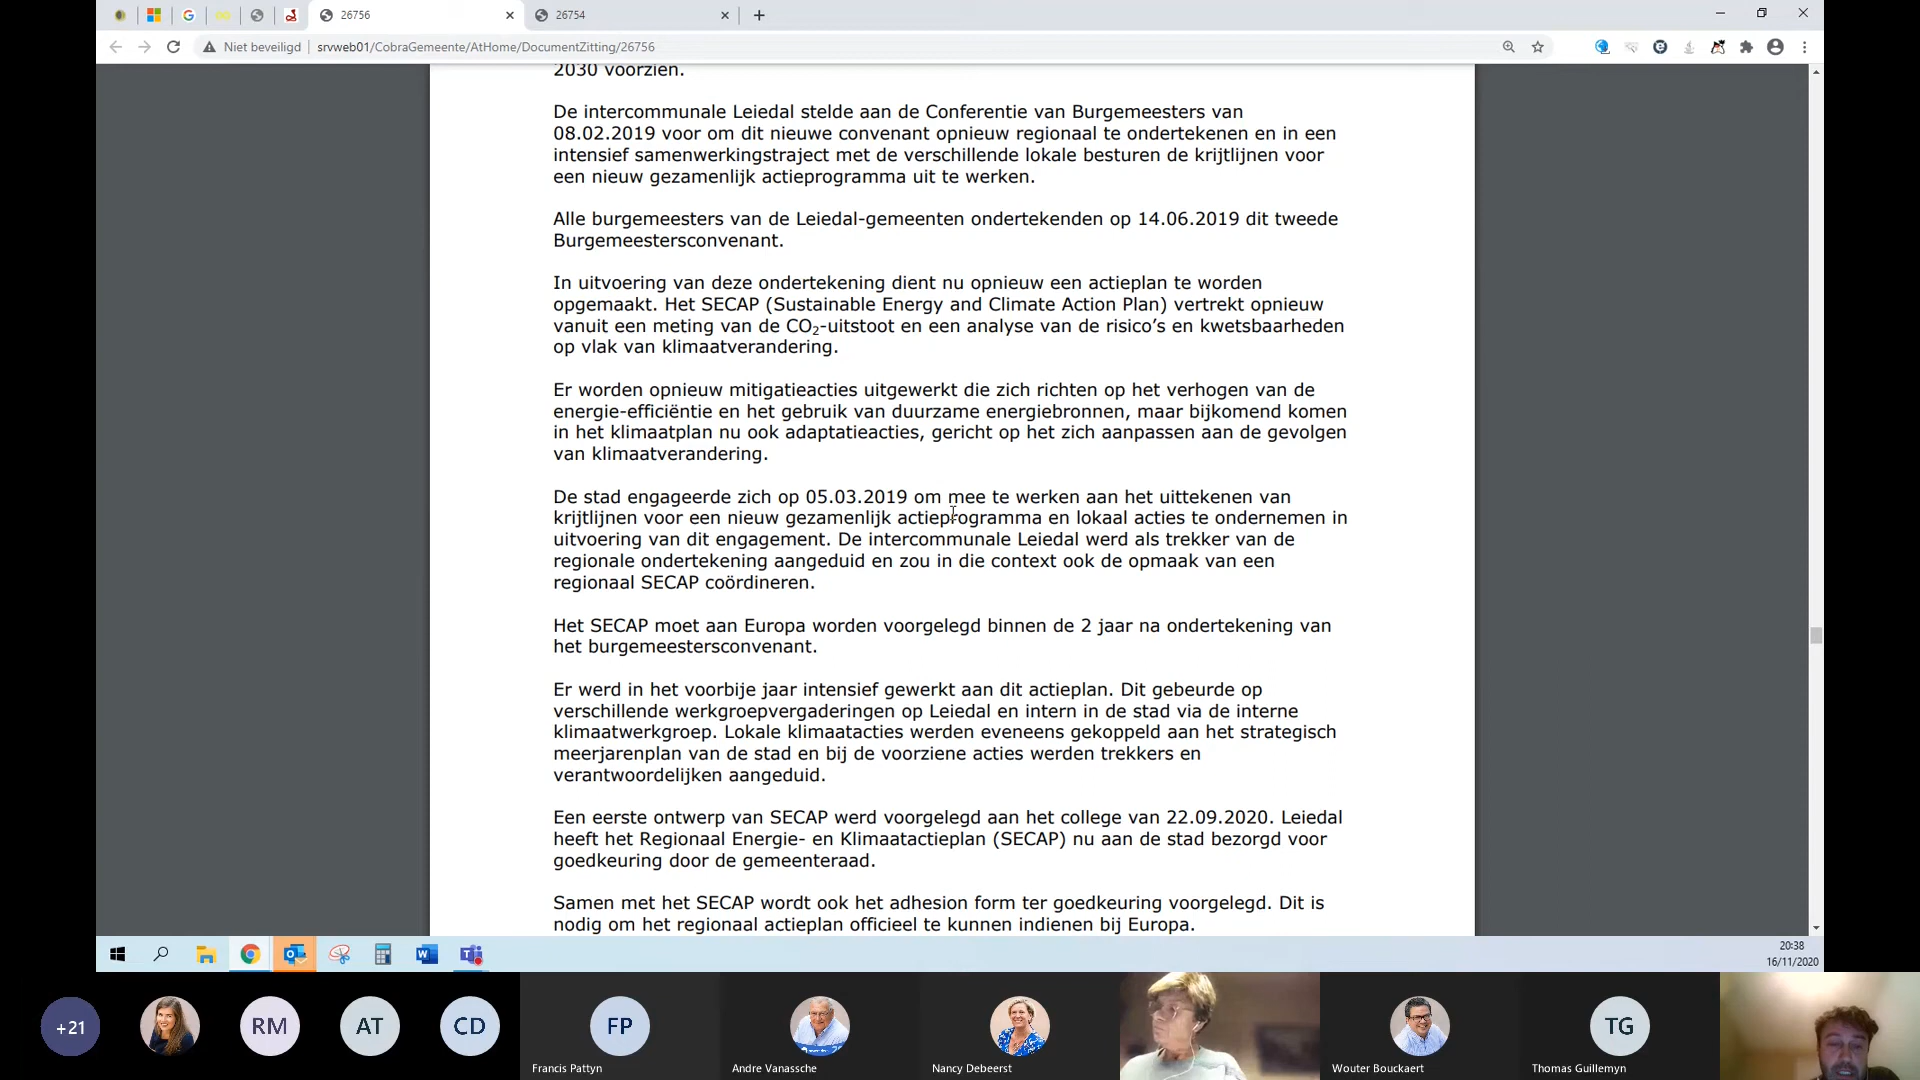 26756
26754
Niet beveiligd
srvweb01/CobraGemeente/AtHome/DocumentZitting/26756
2030 voorzien.
De intercommunale Leiedal stelde aan de Conferentie van Burgemeesters van
08.02.2019 voor om dit nieuwe convenant opnieuw regionaal te ondertekenen en in een
intensief samenwerkingstraject met de verschillende lokale besturen de krijtlijnen voor
een nieuw gezamenlijk actieprogramma uit te werken.
Alle burgemeesters van de Leiedal-gemeenten ondertekenden op 14.06.2019 dit tweede
Burgemeestersconvenant.
In uitvoering van deze ondertekening dient nu opnieuw een actieplan te worden
opgemaakt. Het SECAP (Sustainable Energy and Climate Action Plan) vertrekt opnieuw
vanuit een meting van de CO₂-uitstoot en een analyse van de risico’s en kwetsbaarheden
op vlak van klimaatverandering.
Er worden opnieuw mitigatieacties uitgewerkt die zich richten op het verhogen van de
energie-efficiëntie en het gebruik van duurzame energiebronnen, maar bijkomend komen
in het klimaatplan nu ook adaptatieacties, gericht op het zich aanpassen aan de gevolgen
van klimaatverandering.
De stad engageerde zich op 05.03.2019 om mee te werken aan het uittekenen van
krijtlijnen voor een nieuw gezamenlijk actieprogramma en lokaal acties te ondernemen in
uitvoering van dit engagement. De intercommunale Leiedal werd als trekker van de
regionale ondertekening aangeduid en zou in die context ook de opmaak van een
regionaal SECAP coördineren.
Het SECAP moet aan Europa worden voorgelegd binnen de 2 jaar na ondertekening van
het burgemeestersconvenant.
Er werd in het voorbije jaar intensief gewerkt aan dit actieplan. Dit gebeurde op
verschillende werkgroepvergaderingen op Leiedal en intern in de stad via de interne
klimaatwerkgroep. Lokale klimaatacties werden eveneens gekoppeld aan het strategisch
meerjarenplan van de stad en bij de voorziene acties werden trekkers en
verantwoordelijken aangeduid.
Een eerste ontwerp van SECAP werd voorgelegd aan het college van 22.09.2020. Leiedal
heeft het Regionaal Energie- en Klimaatactieplan (SECAP) nu aan de stad bezorgd voor
goedkeuring door de gemeenteraad.
Samen met het SECAP wordt ook het adhesion form ter goedkeuring voorgelegd. Dit is
nodig om het regionaal actieplan officieel te kunnen indienen bij Europa.
20:38
16/11/2020
+21
RM
AT
CD
FP
TG
Francis Pattyn
Andre Vanassche
Nancy Debeerst
Wouter Bouckaert
Thomas Guillemyn